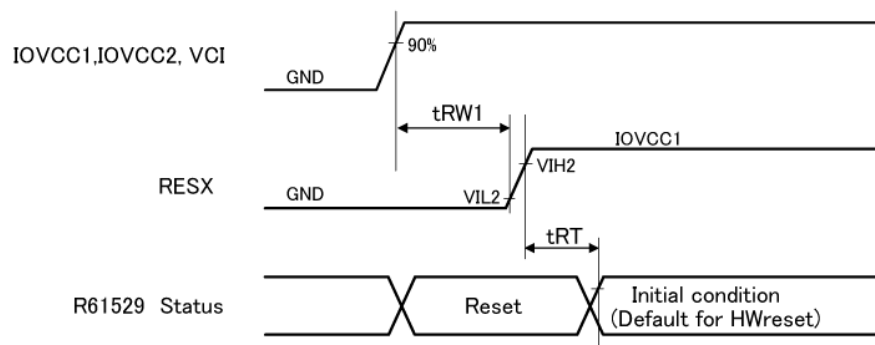 IOVCC1,IOVCC2, VCI
GND
90%
tRW1
IOVCC1
RESX
GND
VIL2
VIH2
tRT
R61529 Status
Reset
Initial condition
(Default for HWreset)